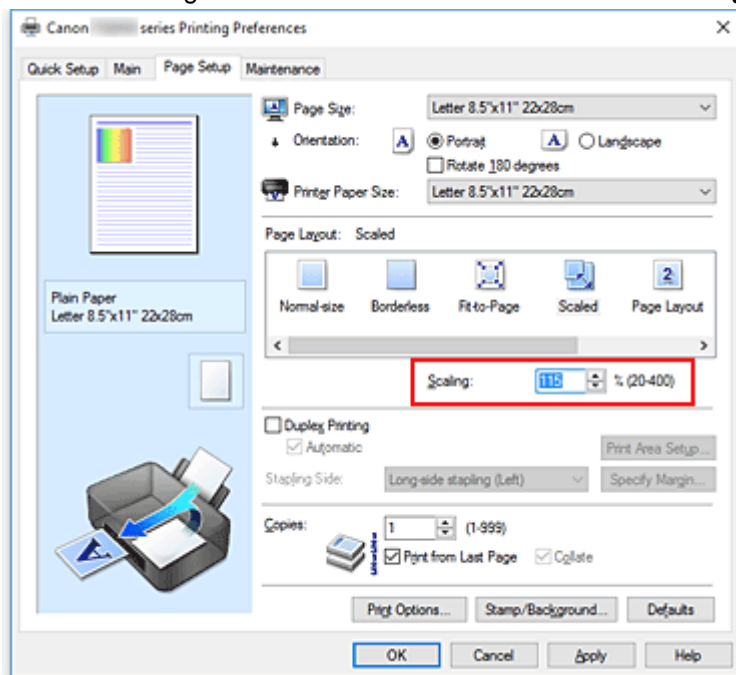 Canon series Printing Preferences
Quick Setup Main Page Setup Maintenance
Page Size: Letter 8.5"x11" 22x28cm
Orientation: A Portrait A Landscape
Rotate 180 degrees
Printer Paper Size: Letter 8.5"x11" 22x28cm
Page Layout: Scaled
Normal-size Borderless Fit-to-Page Scaled 2 Page Layout
Plain Paper
Letter 8.5"x11" 22x28cm
Scaling: 115 % (20-400)
Duplex Printing
Automatic
Print Area Setup...
Stapling Side: Long-side stapling (Left) Specify Margin...
Copies: 1 (1-999)
Print from Last Page Collate
Print Options... Stamp/Background... Defaults
OK Cancel Apply Help